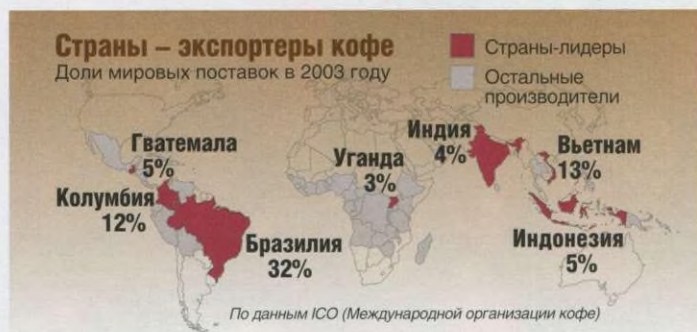 Страны – экспортеры кофе
Доли мировых поставок в 2003 году
Страны-лидеры
Остальные
производители
Гватемала
5%
Колумбия
12%
Бразилия
32%
Уганда
3%
Индия
4%
Вьетнам
13%
Индонезия
5%
По данным ICO (Международной организации кофе)